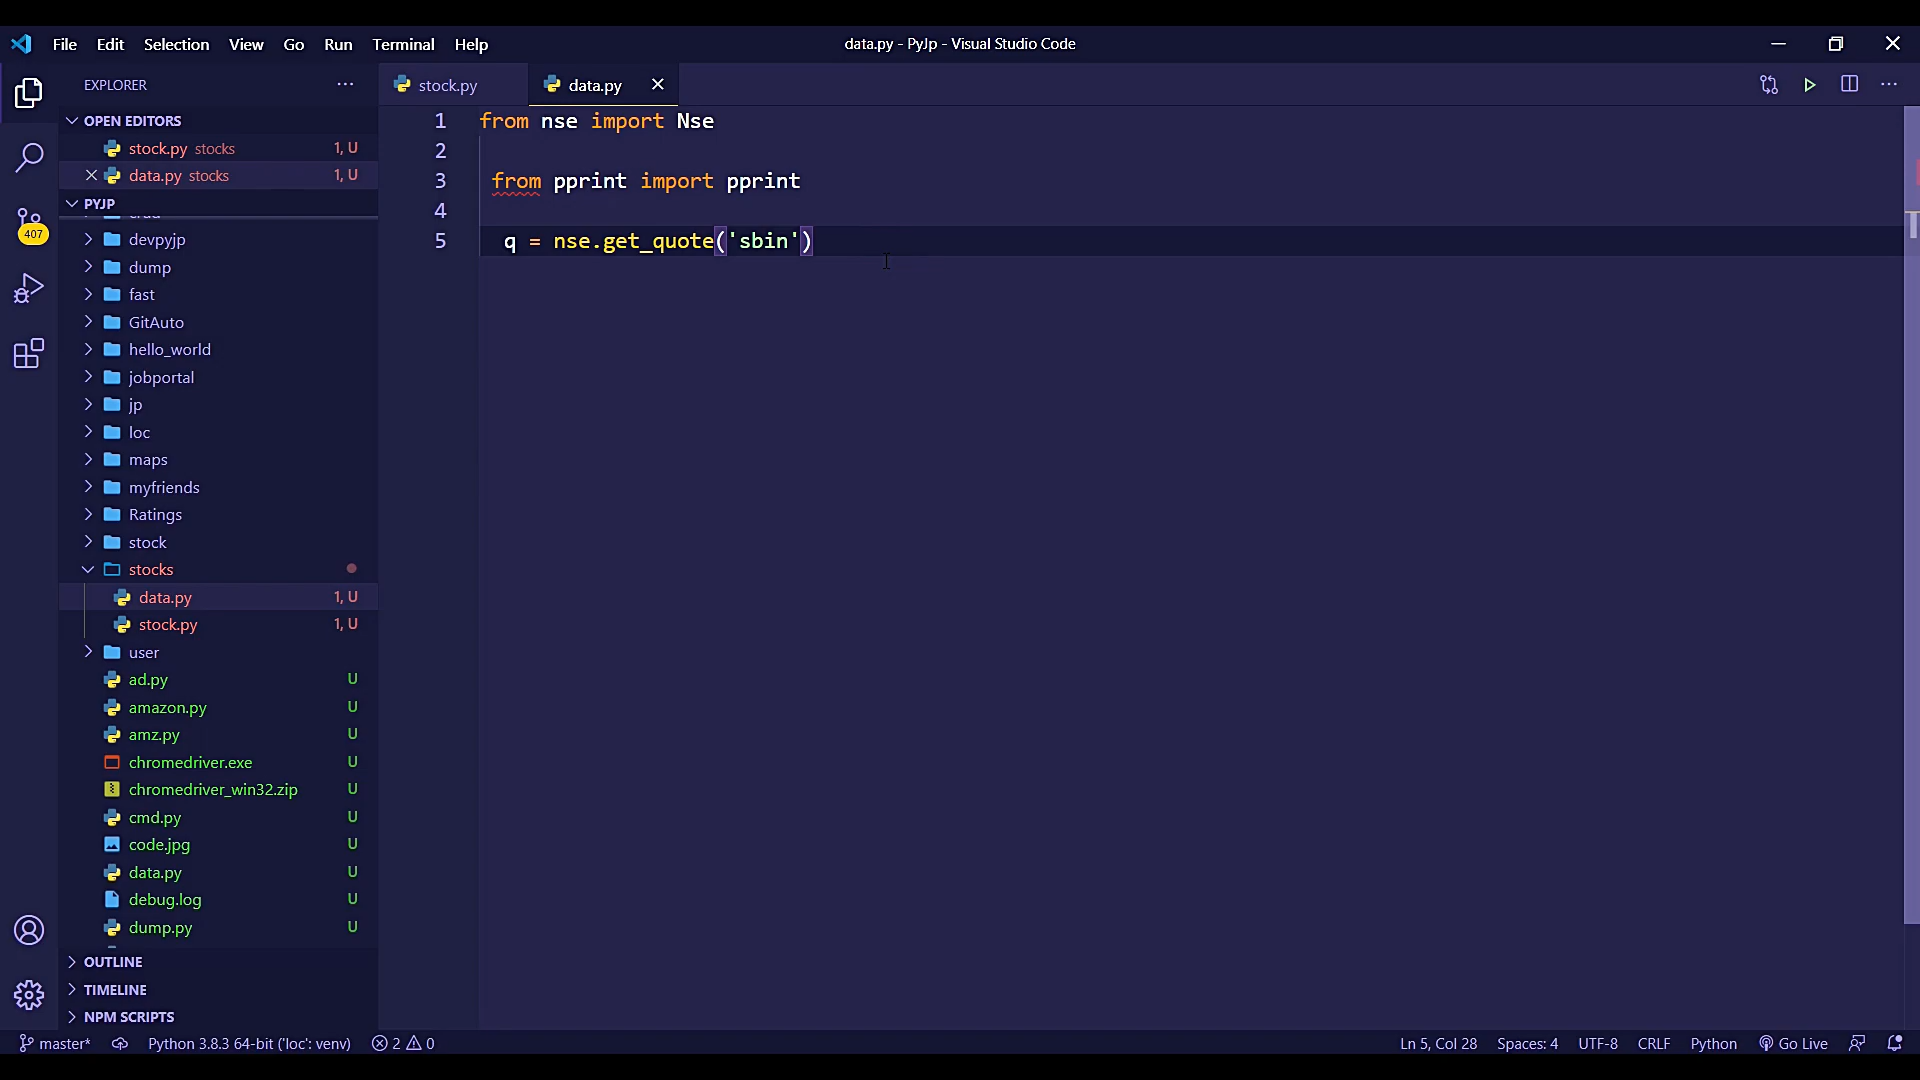 File Edit Selection View Go Run Terminal Help
data.py - PyJp - Visual Studio Code
EXPLORER
stock.py
data.py
OPEN EDITORS
stock.py stocks 1, U
data.py stocks 1, U
PYJP
devpyjp
dump
fast
GitAuto
hello_world
jobportal
jp
loc
maps
myfriends
Ratings
stock
stocks
data.py 1, U
stock.py 1, U
user
ad.py U
amazon.py U
amz.py U
chromedriver.exe U
chromedriver_win32.zip U
cmd.py U
code.jpg U
data.py U
debug.log U
dump.py U
OUTLINE
TIMELINE
NPM SCRIPTS
407
1 from nse import Nse
2
3 from pprint import pprint
4
5 q = nse.get_quote('sbin')
master* Python 3.8.3 64-bit ('loc': venv) 2 0 Ln 5, Col 28 Spaces: 4 UTF-8 CRLF Python Go Live